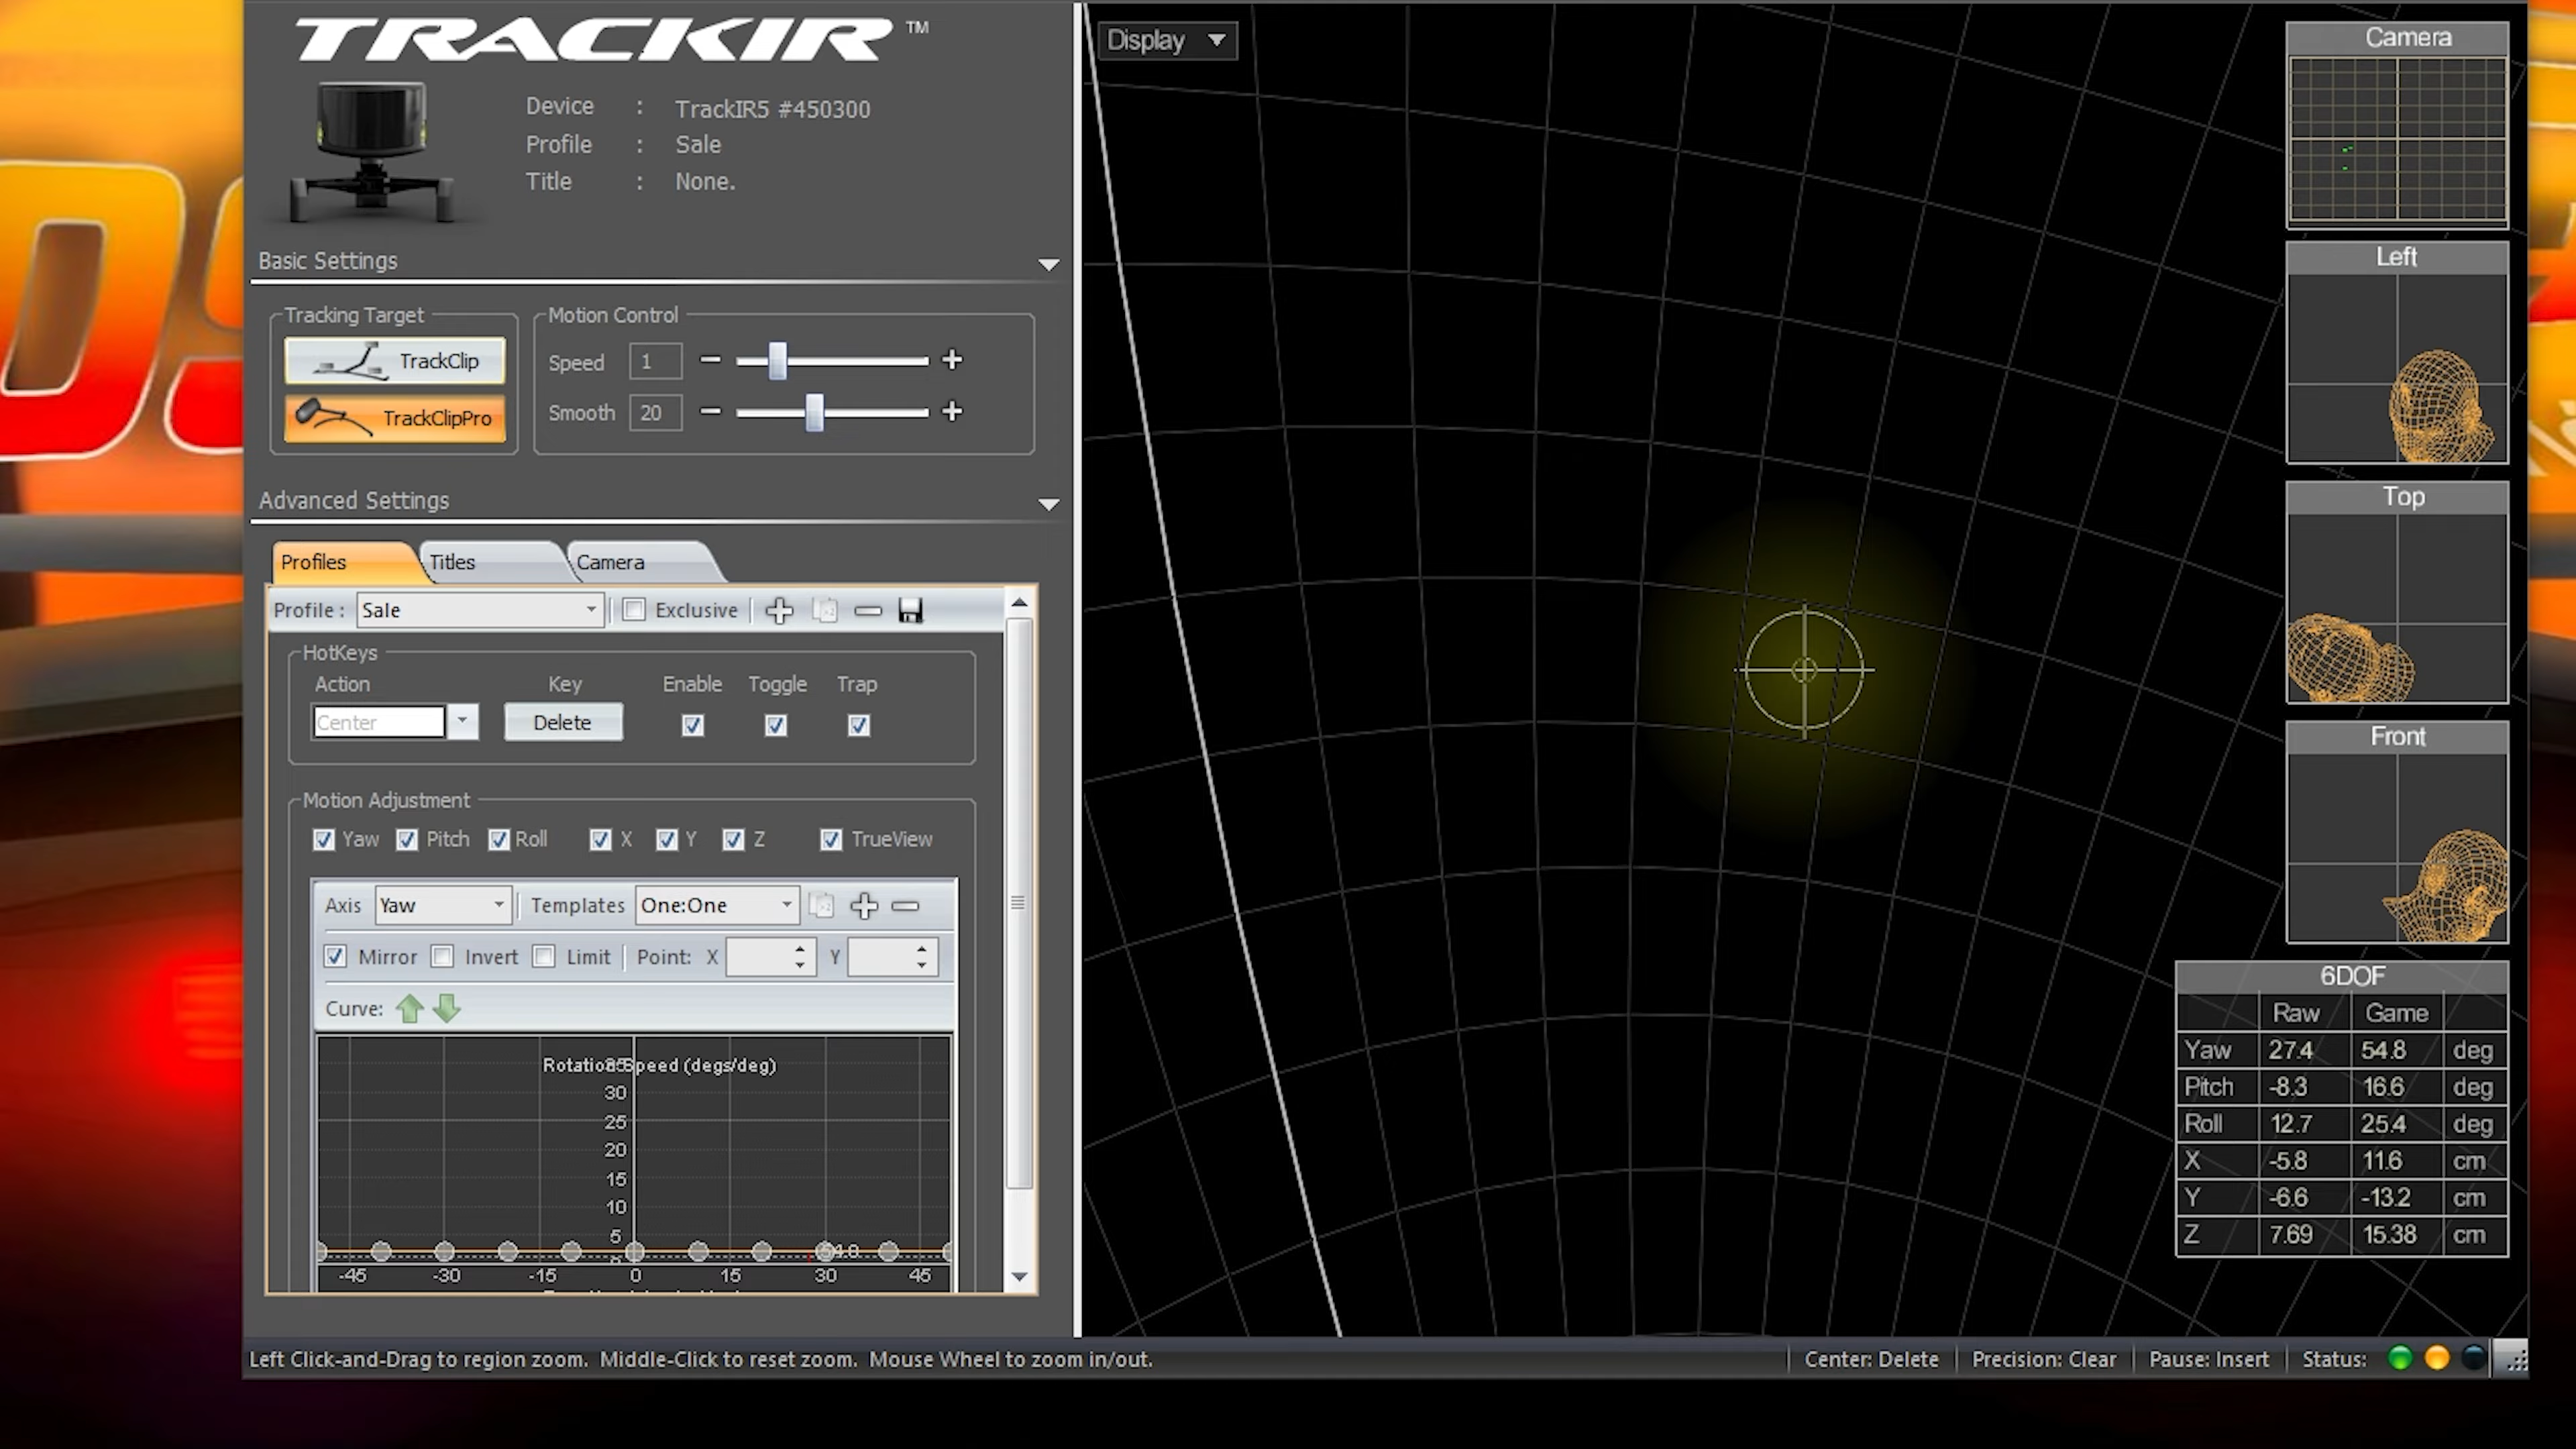 TRACKIR ™
Device : TrackIR5 #450300
Profile : Sale
Title : None.
Basic Settings
Tracking Target
TrackClip
TrackClipPro
Motion Control
Speed 1
Smooth 20
Advanced Settings
Profiles Titles Camera
Profile : Sale Exclusive
HotKeys
Action Key Enable Toggle Trap
Center Delete
Motion Adjustment
Yaw Pitch Roll X Y Z TrueView
Axis Yaw Templates One:One
Mirror Invert Limit Point: X Y
Curve:
Rotation Speed (degs/deg)
35
30
25
20
15
10
5
54.8
-45 -30 -15 0 15 30 45
Display
Camera
Left
Top
Front
6DOF
Raw Game
Yaw 27.4 54.8 deg
Pitch -8.3 16.6 deg
Roll 12.7 25.4 deg
X -5.8 11.6 cm
Y -6.6 -13.2 cm
Z 7.69 15.38 cm
Left Click-and-Drag to region zoom. Middle-Click to reset zoom. Mouse Wheel to zoom in/out.
Center: Delete Precision: Clear Pause: Insert Status: